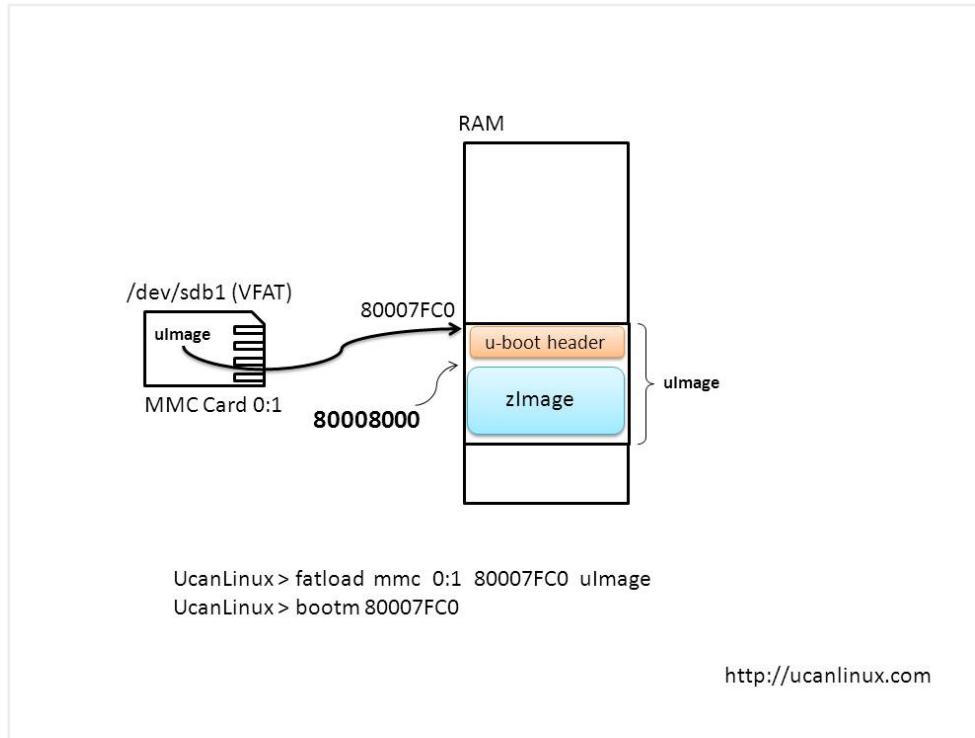 RAM
/dev/sdb1 (VFAT)
80007FC0
uImage
u-boot header
uImage
zImage
MMC Card 0:1
80008000
UcanLinux > fatload mmc 0:1 80007FC0 uImage
UcanLinux > bootm 80007FC0
http://ucanlinux.com